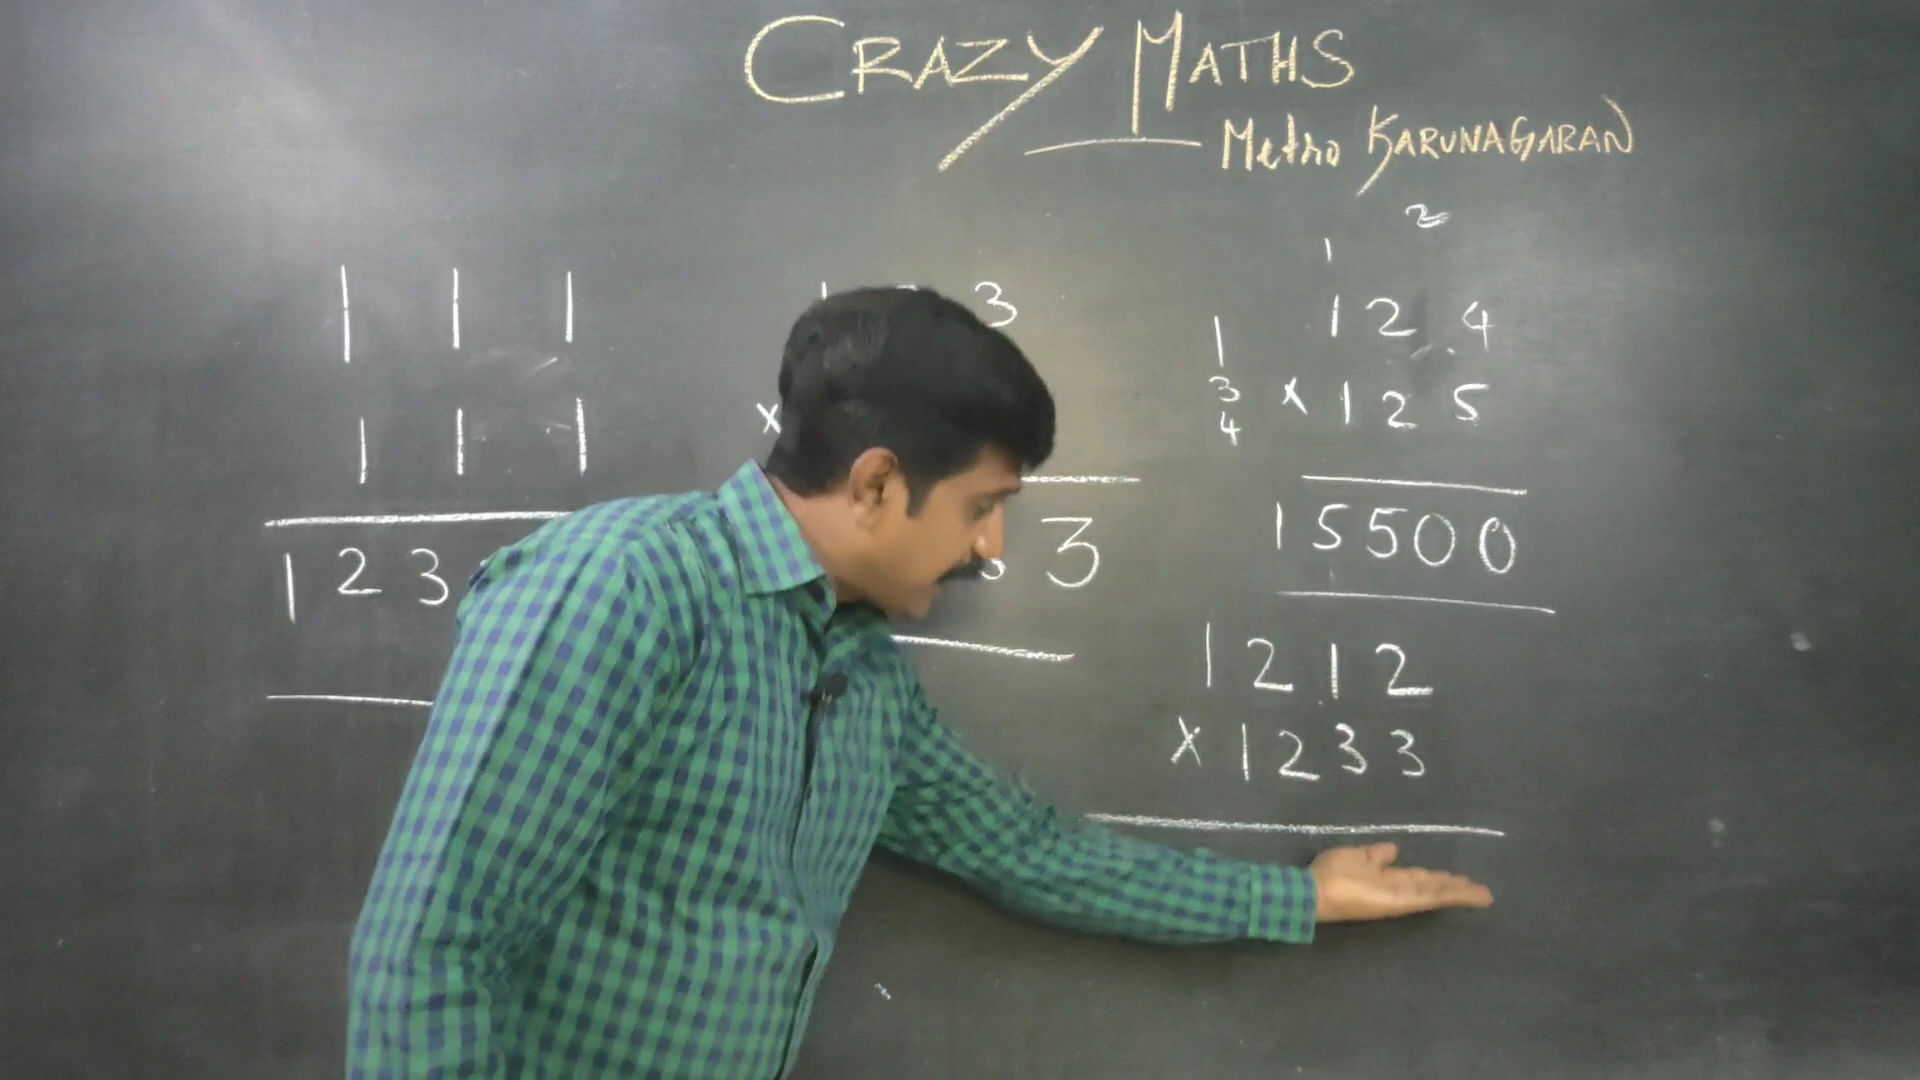 CRAZY MATHS
Metro KARUNAGARAN
1 1 1
1 1 1
1 2 3
3
x
3
2
1
1 2 4
1
3
4
x 1 2 5
1 5 5 0 0
1 2 1 2
x 1 2 3 3